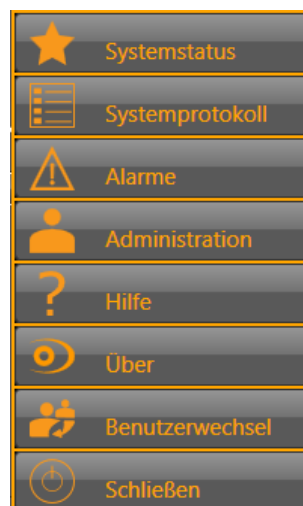 Systemstatus
Systemprotokoll
Alarme
Administration
Hilfe
Über
Benutzerwechsel
Schließen